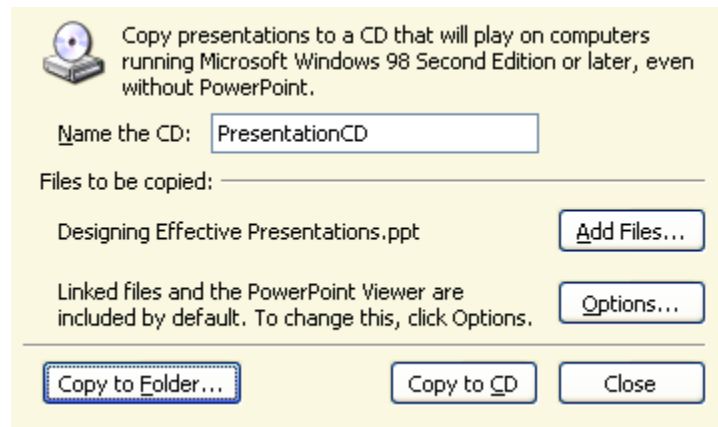 Copy presentations to a CD that will play on computers
running Microsoft Windows 98 Second Edition or later, even
without PowerPoint.
Name the CD: PresentationCD
Files to be copied:
Designing Effective Presentations.ppt Add Files...
Linked files and the PowerPoint Viewer are
included by default. To change this, click Options. Options...
Copy to Folder... Copy to CD Close